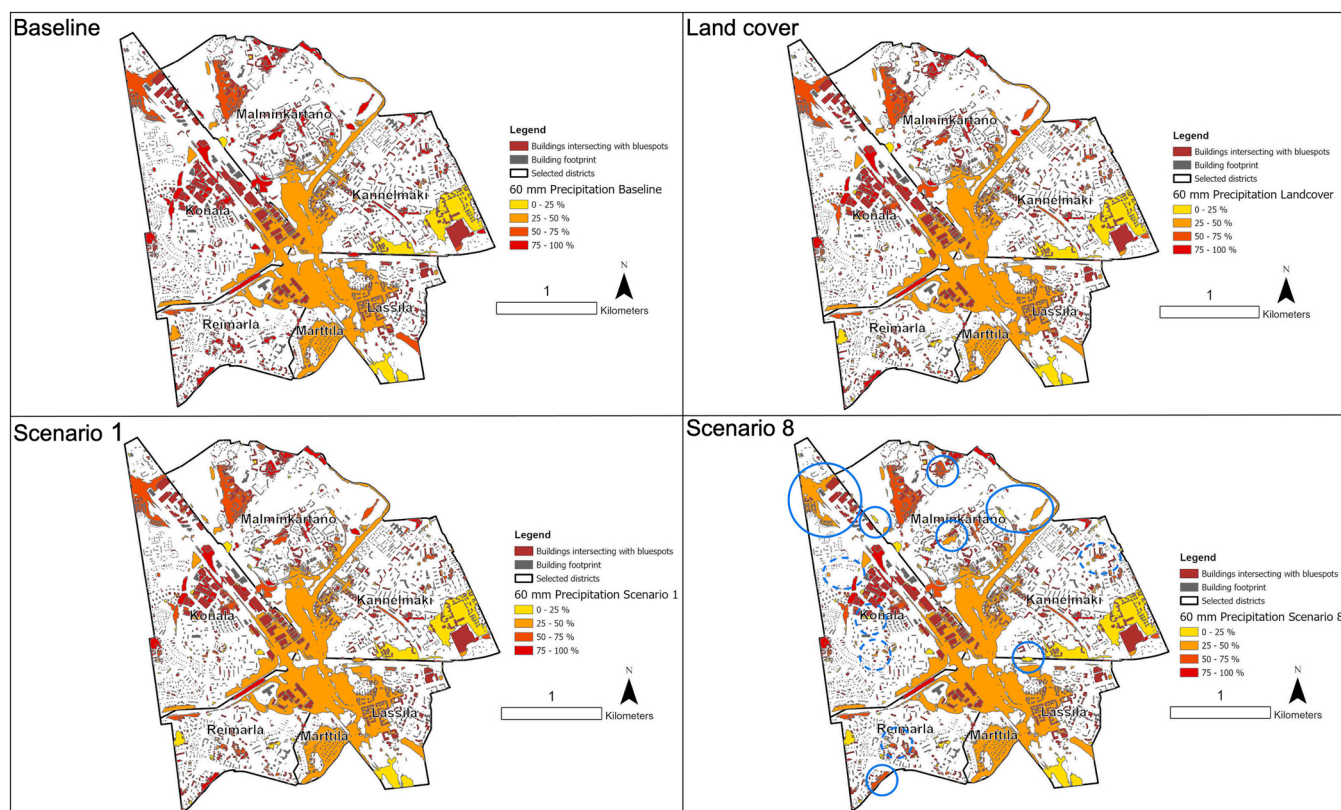 Baseline
Malminkartano
Kannelmäki
Konala
Lassila
Reimarla
Marttila
Legend
Buildings intersecting with bluespots
Building footprint
Selected districts
60 mm Precipitation Baseline
0 - 25 %
25 - 50 %
50 - 75 %
75 - 100 %
N
1
Kilometers
Land cover
Malminkartano
Kannelmäki
Konala
Lassila
Reimarla
Marttila
Legend
Buildings intersecting with bluespots
Building footprint
Selected districts
60 mm Precipitation Landcover
0 - 25 %
25 - 50 %
50 - 75 %
75 - 100 %
N
1
Kilometers
Scenario 1
Malminkartano
Kannelmäki
Konala
Lassila
Reimarla
Marttila
Legend
Buildings intersecting with bluespots
Building footprint
Selected districts
60 mm Precipitation Scenario 1
0 - 25 %
25 - 50 %
50 - 75 %
75 - 100 %
N
1
Kilometers
Scenario 8
Malminkartano
Kannelmäki
Konala
Lassila
Reimarla
Marttila
Legend
Buildings intersecting with bluespots
Building footprint
Selected districts
60 mm Precipitation Scenario 8
0 - 25 %
25 - 50 %
50 - 75 %
75 - 100 %
N
1
Kilometers